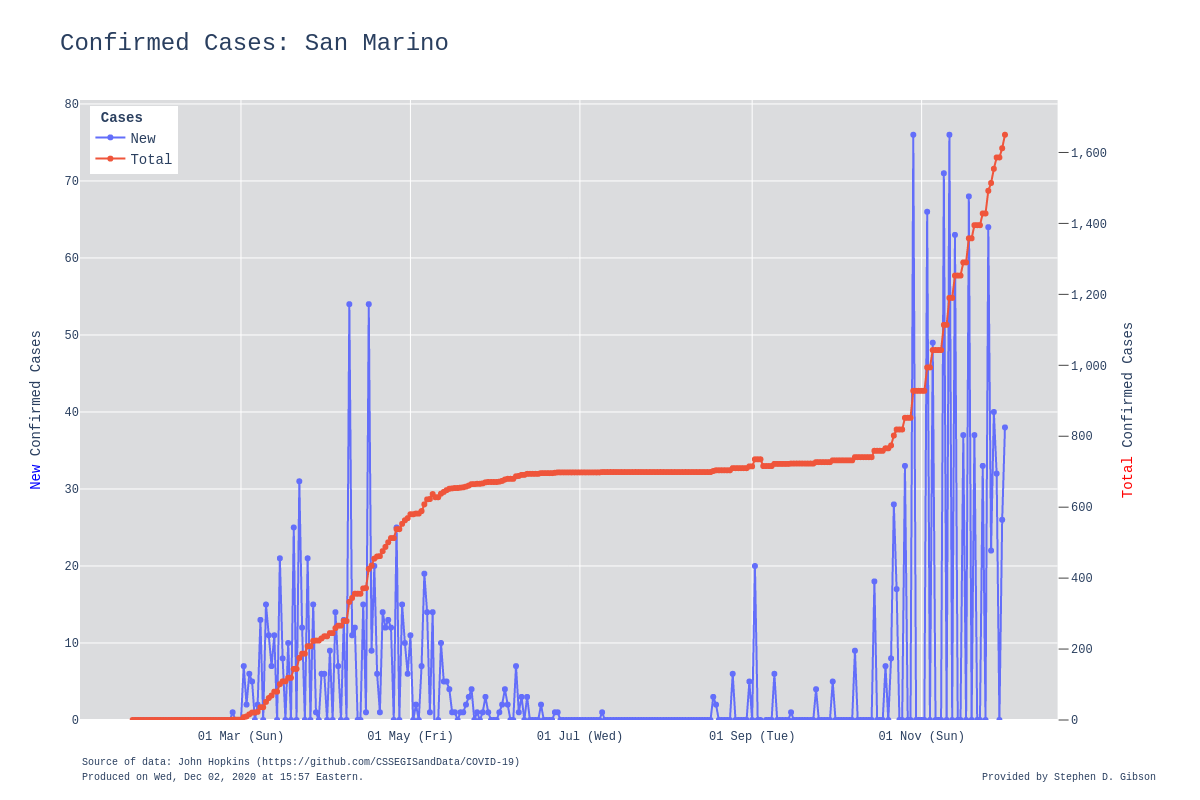 Confirmed Cases: San Marino
Cases
New
Total
80
70
60
50
40
30
20
10
0
New Confirmed Cases
1,600
1,400
1,200
1,000
800
600
400
200
0
Total Confirmed Cases
01 Mar (Sun) 01 May (Fri) 01 Jul (Wed) 01 Sep (Tue) 01 Nov (Sun)
Source of data: John Hopkins (https://github.com/CSSEGISandData/COVID-19)
Produced on Wed, Dec 02, 2020 at 15:57 Eastern.
Provided by Stephen D. Gibson